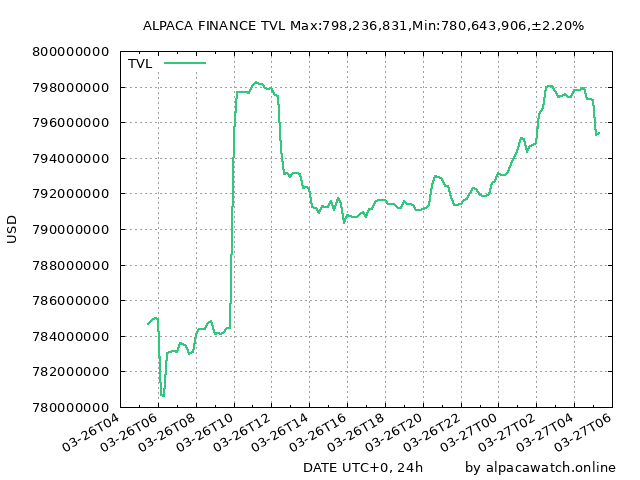 ALPACA FINANCE TVL Max:798,236,831,Min:780,643,906,±2.20%
TVL
800000000
798000000
796000000
794000000
792000000
790000000
788000000
786000000
784000000
782000000
780000000
USD
03-26T04
03-26T06
03-26T08
03-26T10
03-26T12
03-26T14
03-26T16
03-26T18
03-26T20
03-26T22
03-27T00
03-27T02
03-27T04
03-27T06
DATE UTC+0, 24h
by alpacawatch.online